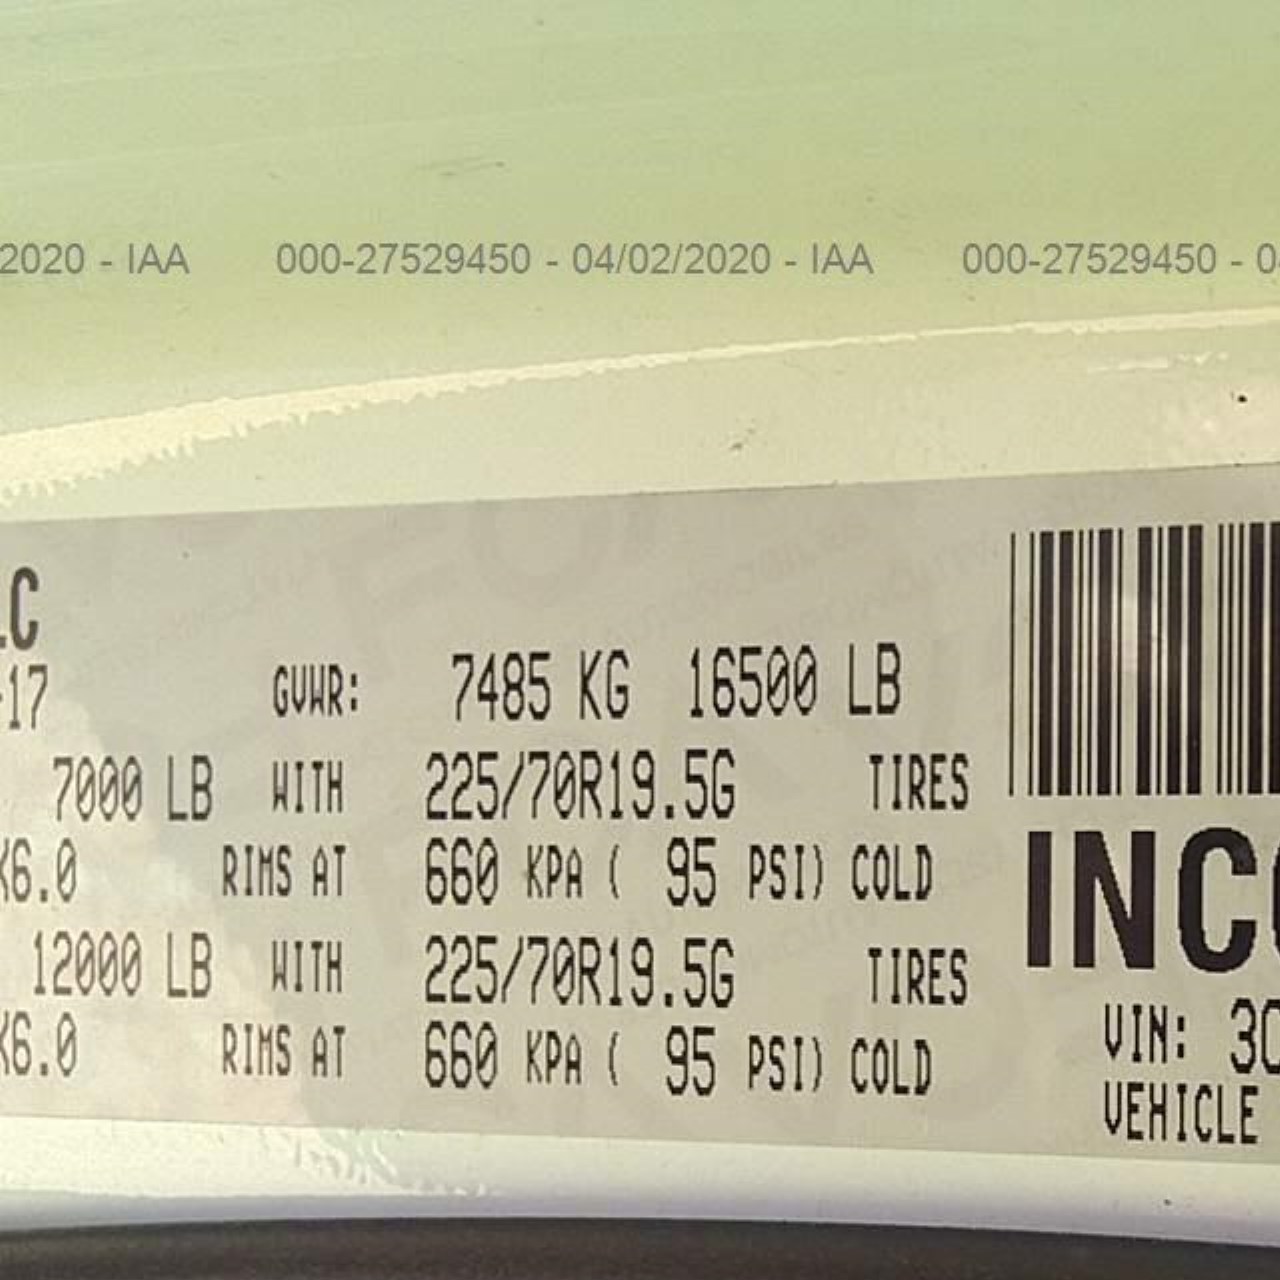 2020 - IAA 000-27529450 - 04/02/2020 - IAA 000-27529450 - 0
LC
-17 GVWR: 7485 KG 16500 LB
7000 LB WITH 225/70R19.5G TIRES
X6.0 RIMS AT 660 KPA ( 95 PSI) COLD
12000 LB WITH 225/70R19.5G TIRES
X6.0 RIMS AT 660 KPA ( 95 PSI) COLD
INC
VIN: 3C
VEHICLE